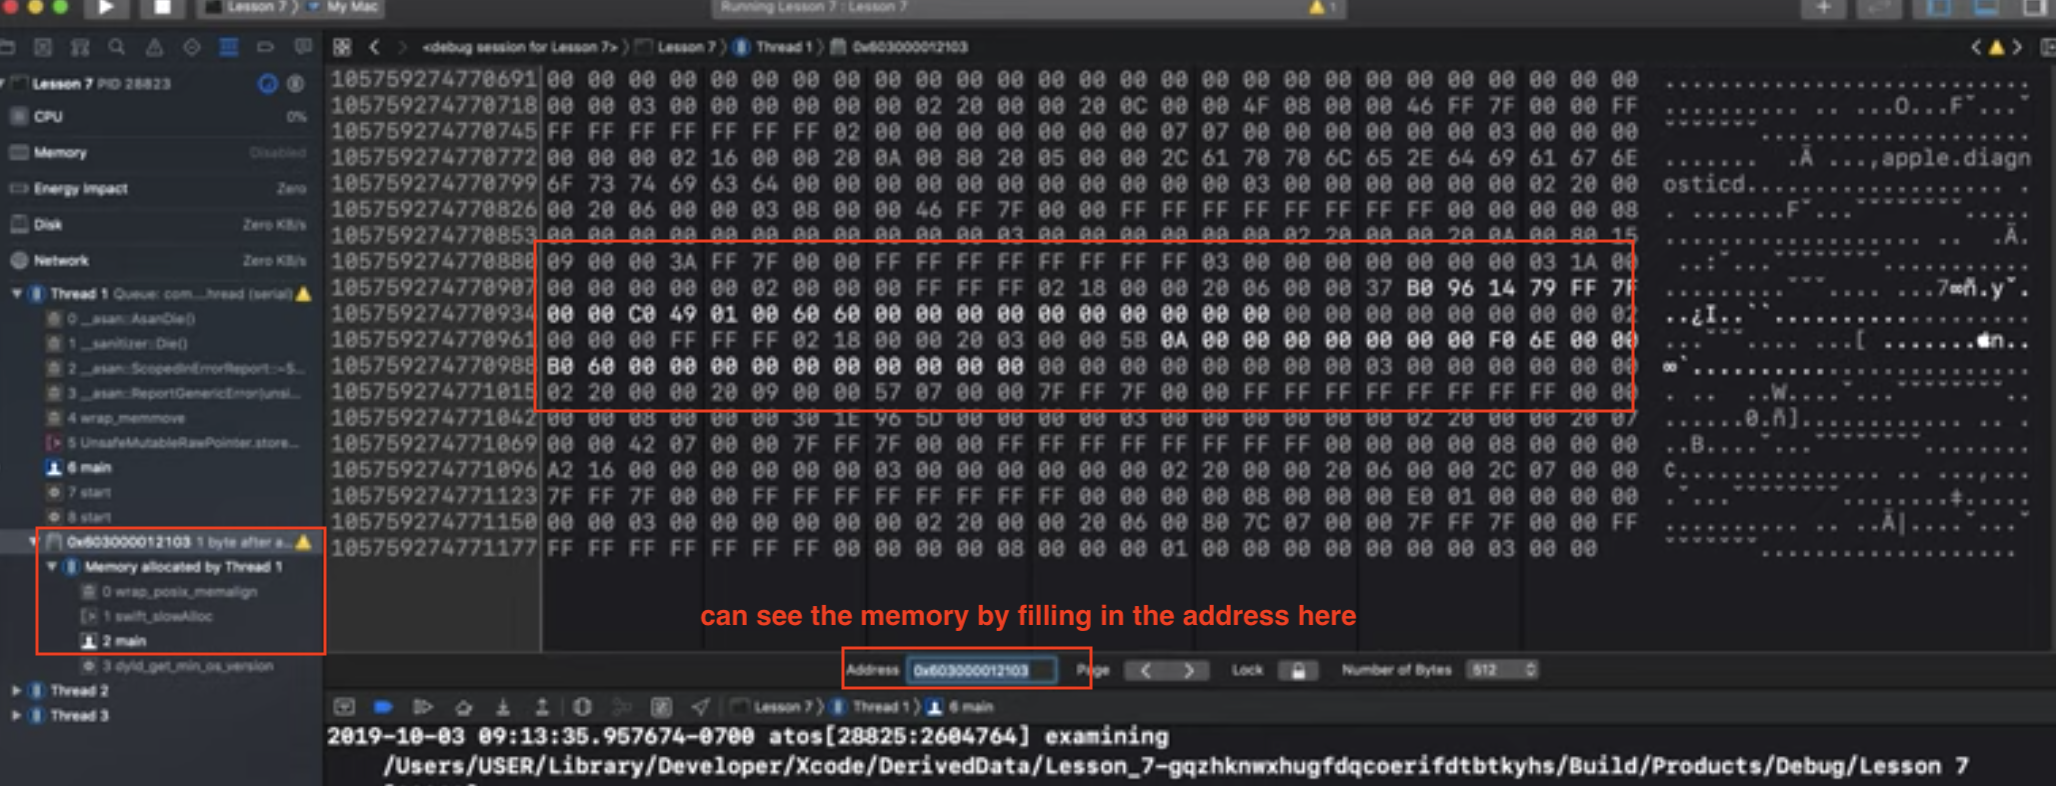 Lesson 7 〉 My Mac
Running Lesson 7 : Lesson 7
1
<debug session for Lesson 7> 〉 Lesson 7 〉 Thread 1 〉 0x603000012103
Lesson 7 PID 28823
CPU 0%
Memory Disabled
Energy Impact Zero
Disk Zero KB/s
Network Zero KB/s
Thread 1 Queue: com....hread (serial)
0 __asan::AsanDie()
1 __sanitizer::Die()
2 __asan::ScopedInErrorReport::~S...
3 __asan::ReportGenericError(unsi...
4 wrap_memmove
5 UnsafeMutableRawPointer.store...
6 main
7 start
8 start
0x603000012103 1 byte after a...
Memory allocated by Thread 1
0 wrap_posix_memalign
1 swift_slowAlloc
2 main
3 dyld_get_min_os_version
Thread 2
Thread 3
105759274770691 00 00 00 00 00 00 00 00 00 00 00 00 00 00 00 00 00 00 00 00 00 00 00 00 00 00 00
105759274770718 00 00 03 00 00 00 00 00 00 02 20 00 00 20 0C 00 00 4F 08 00 00 46 FF 7F 00 00 FF
105759274770745 FF FF FF FF FF FF FF 02 00 00 00 00 00 00 00 07 07 00 00 00 00 00 00 03 00 00 00
105759274770772 00 00 00 02 16 00 00 20 0A 00 80 20 05 00 00 2C 61 70 70 6C 65 2E 64 69 61 67 6E ,apple.diagn
105759274770799 6F 73 74 69 63 64 00 00 00 00 00 00 00 00 00 00 00 03 00 00 00 00 00 00 02 20 00 osticd
105759274770826 00 20 06 00 00 03 08 00 00 46 FF 7F 00 00 FF FF FF FF FF FF FF FF 00 00 00 00 08
105759274770853 00 00 00 00 00 00 00 00 00 00 00 03 00 00 00 00 00 00 02 20 00 00 20 0A 00 80 15
105759274770880 09 00 00 3A FF 7F 00 00 FF FF FF FF FF FF FF FF 03 00 00 00 00 00 00 00 03 1A 00
105759274770907 00 00 00 00 00 02 00 00 00 FF FF FF 02 18 00 00 20 06 00 00 37 B0 96 14 79 FF 7F
105759274770934 00 00 C0 49 01 00 60 60 00 00 00 00 00 00 00 00 00 00 00 00 00 00 00 00 00 00 02
105759274770961 00 00 00 FF FF FF 02 18 00 00 20 03 00 00 5B 0A 00 00 00 00 00 00 00 F0 6E 00 00
105759274770988 B0 60 00 00 00 00 00 00 00 00 00 00 00 00 00 00 00 00 00 00 03 00 00 00 00 00 00
105759274771015 02 20 00 00 20 09 00 00 57 07 00 00 7F FF 7F 00 00 FF FF FF FF FF FF FF FF 00 00
105759274771042 00 00 08 00 00 00 30 1E 96 5D 00 00 00 00 03 00 00 00 00 00 00 02 20 00 00 20 07
105759274771069 00 00 42 07 00 00 7F FF 7F 00 00 FF FF FF FF FF FF FF FF 00 00 00 00 08 00 00 00
105759274771096 A2 16 00 00 00 00 00 00 03 00 00 00 00 00 00 02 20 00 00 20 06 00 00 2C 07 00 00
105759274771123 7F FF 7F 00 00 FF FF FF FF FF FF FF FF 00 00 00 00 08 00 00 00 E0 01 00 00 00 00
105759274771150 00 00 03 00 00 00 00 00 00 02 20 00 00 20 06 00 80 7C 07 00 00 7F FF 7F 00 00 FF
105759274771177 FF FF FF FF FF FF FF 00 00 00 00 08 00 00 00 01 00 00 00 00 00 00 00 03 00 00
can see the memory by filling in the address here
Address 0x603000012103 Page Lock Number of Bytes 512
Lesson 7 〉 Thread 1 〉 6 main
2019-10-03 09:13:35.957674-0700 atos[28825:2604764] examining
/Users/USER/Library/Developer/Xcode/DerivedData/Lesson_7-gqzhknwxhugfdqcoerifdtbtkyhs/Build/Products/Debug/Lesson 7